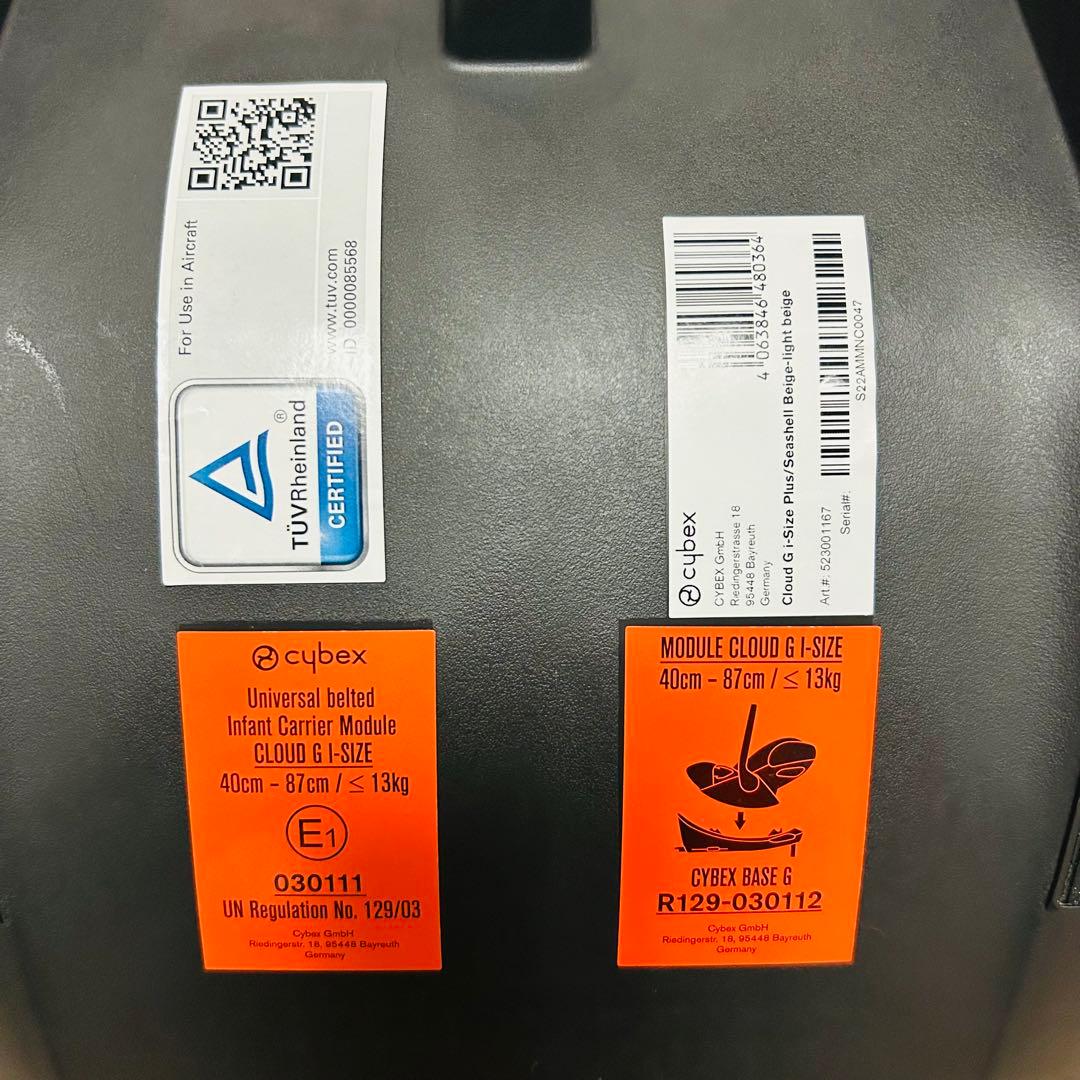 For Use in Aircraft
www.tuv.com
ID 0000085568
TÜVRheinland
®
CERTIFIED
4 063846 480364
cybex
CYBEX GmbH
Riedingerstrasse 18
95448 Bayreuth
Germany
Cloud G i-Size Plus/Seashell Beige-light beige
Art.#: 523001167
Serial#:
S22AMMNC0047
cybex
Universal belted
Infant Carrier Module
CLOUD G I-SIZE
40cm – 87cm / ≤ 13kg
E1
030111
UN Regulation No. 129/03
Cybex GmbH
Riedingerstr. 18, 95448 Bayreuth
Germany
MODULE CLOUD G I-SIZE
40cm – 87cm / ≤ 13kg
CYBEX BASE G
R129-030112
Cybex GmbH
Riedingerstr. 18, 95448 Bayreuth
Germany